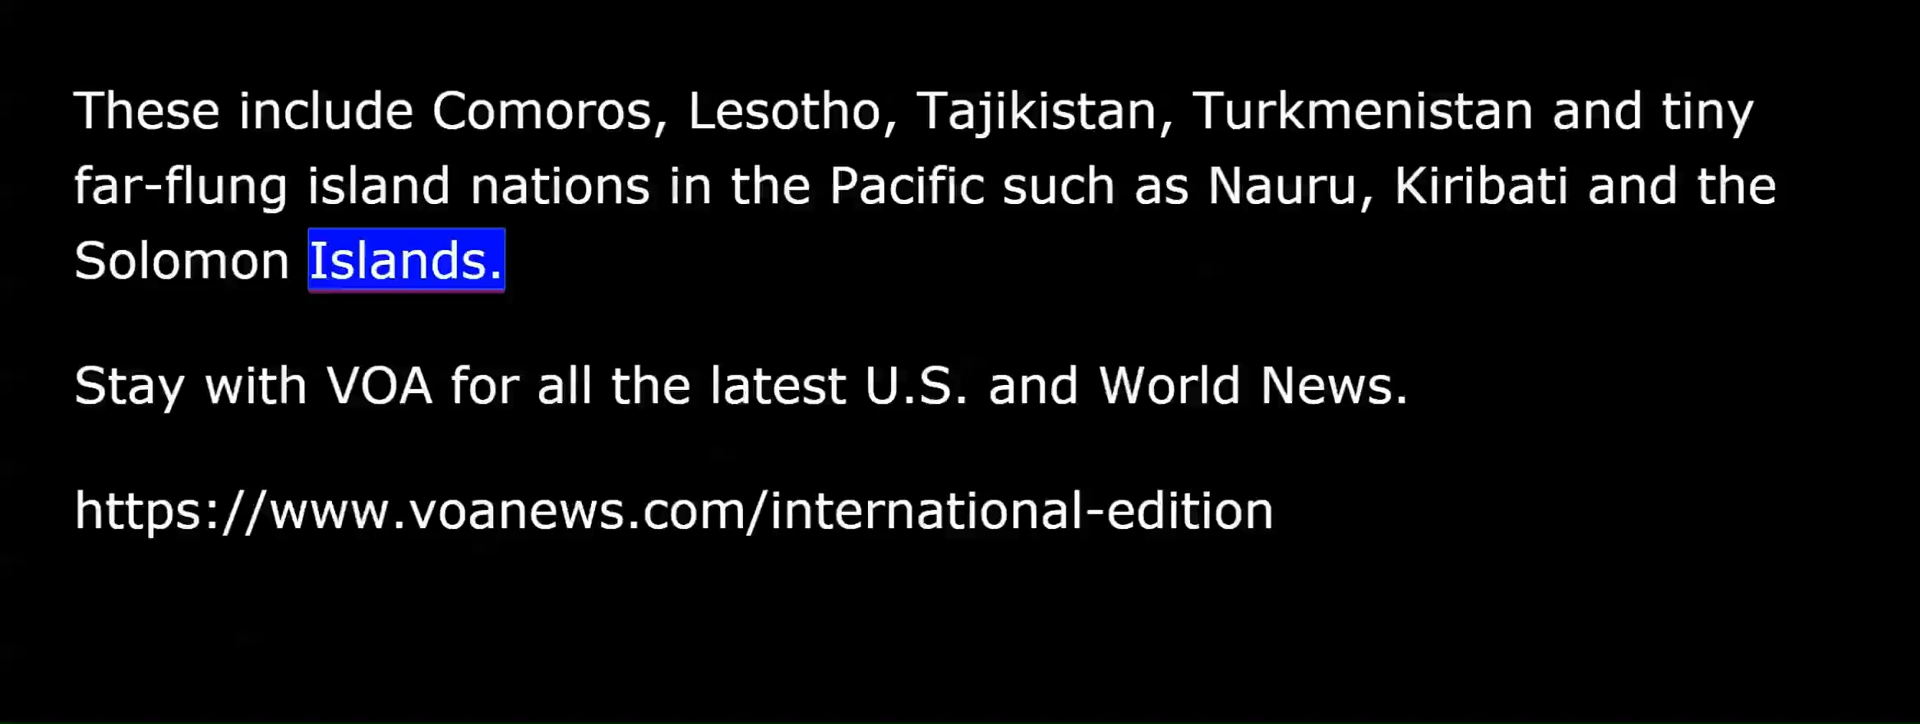 These include Comoros, Lesotho, Tajikistan, Turkmenistan and tiny
far-flung island nations in the Pacific such as Nauru, Kiribati and the
Solomon Islands.
Stay with VOA for all the latest U.S. and World News.
https://www.voanews.com/international-edition